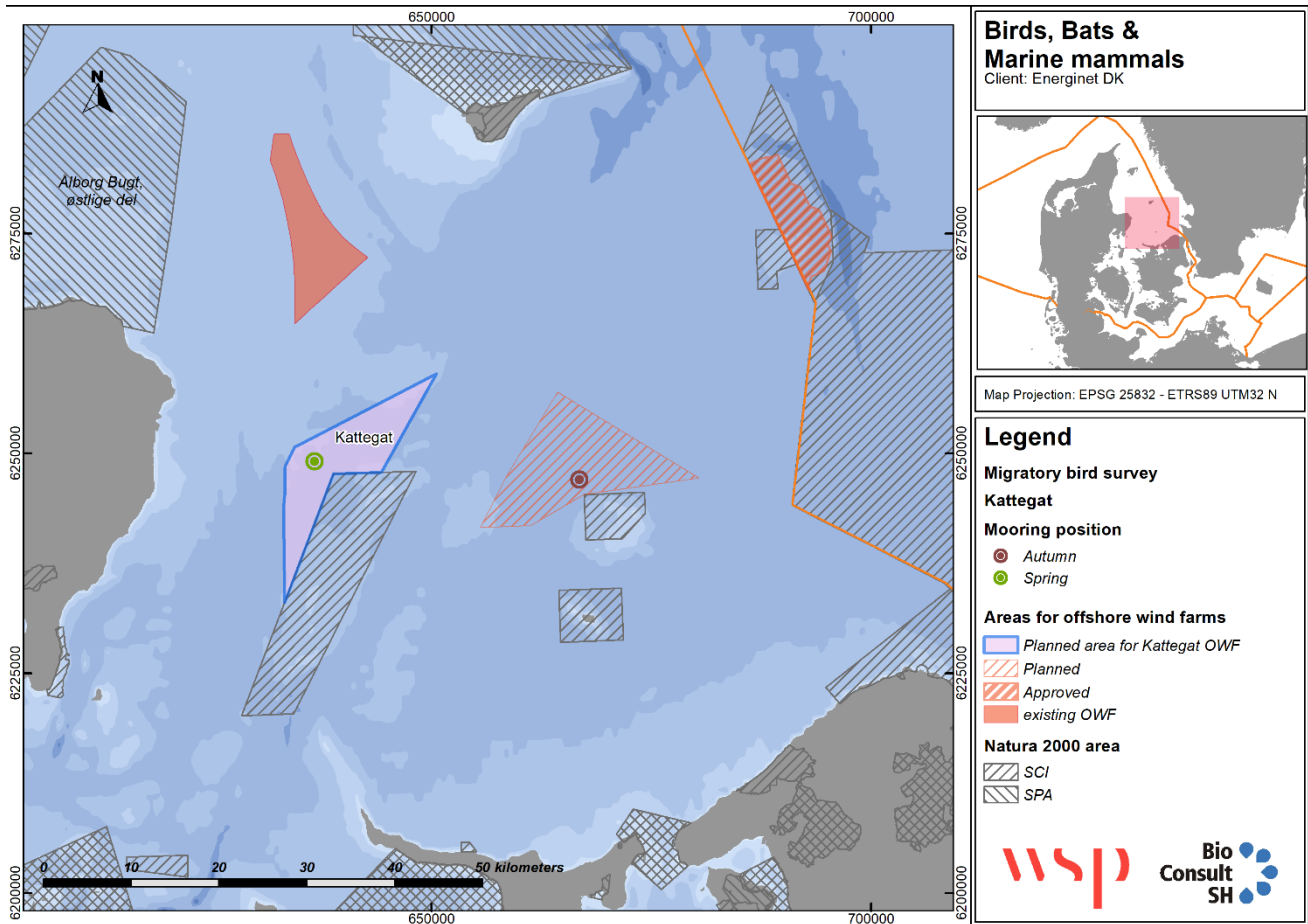 650000
700000
N
Ålborg Bugt,
østlige del
6275000
6275000
Kattegat
6250000
6250000
6225000
6225000
6200000
6200000
0 10 20 30 40 50 kilometers
650000
700000
Birds, Bats &
Marine mammals
Client: Energinet DK
Map Projection: EPSG 25832 - ETRS89 UTM32 N
Legend
Migratory bird survey
Kattegat
Mooring position
Autumn
Spring
Areas for offshore wind farms
Planned area for Kattegat OWF
Planned
Approved
existing OWF
Natura 2000 area
SCI
SPA
wsp
Bio
Consult
SH